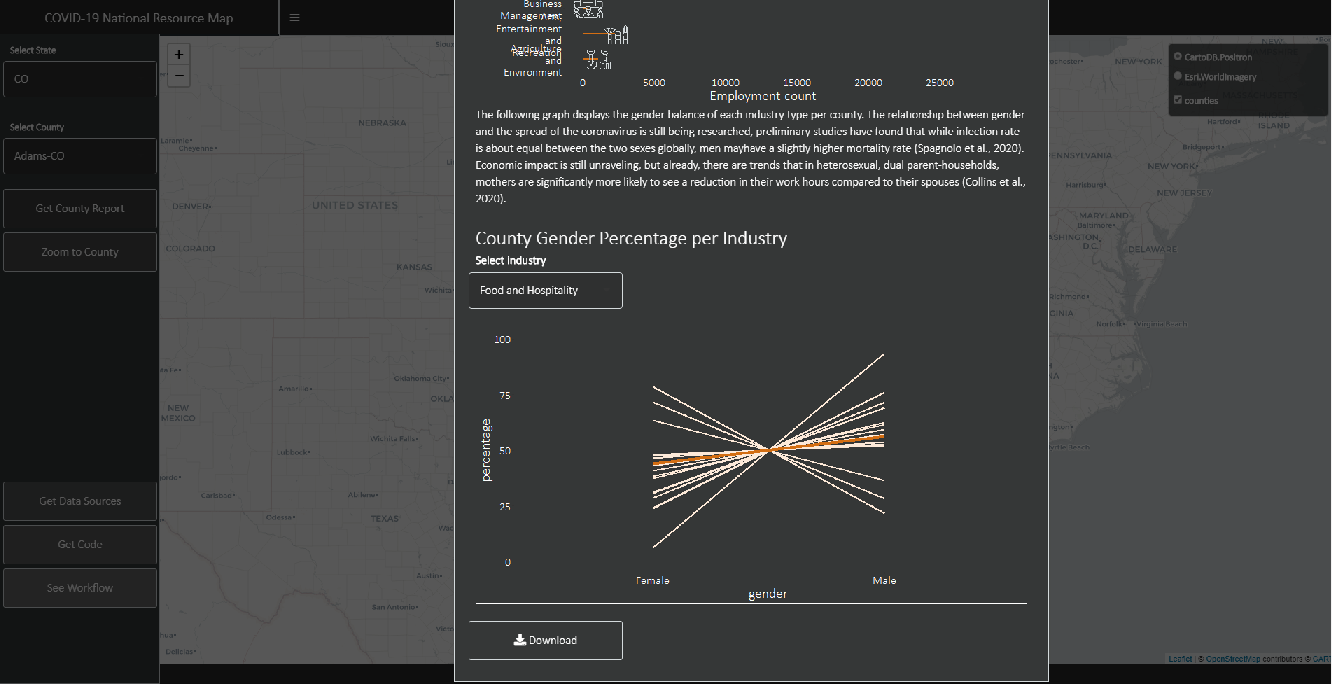 COVID-19 National Resource Map
Select State
CO
Select County
Adams-CO
Get County Report
Zoom to County
Get Data Sources
Get Code
See Workflow
+
−
NEBRASKA
Cheyenne
DENVER
UNITED STATES
COLORADO
KANSAS
Wichita
Amarillo
Oklahoma City
NEW
MEXICO
Wichita Falls
Lubbock
Carlsbad
Abilene
Odessa
TEXAS
Austin
San Antonio
Delicias
Business
Management
Entertainment
and
Recreation
Agriculture
and
Environment
0 5000 10000 15000 20000 25000
Employment count
The following graph displays the gender balance of each industry type per county. The relationship between gender
and the spread of the coronavirus is still being researched, preliminary studies have found that while infection rate
is about equal between the two sexes globally, men mayhave a slightly higher mortality rate (Spagnolo et al., 2020).
Economic impact is still unraveling, but already, there are trends that in heterosexual, dual parent-households,
mothers are significantly more likely to see a reduction in their work hours compared to their spouses (Collins et al.,
2020).
County Gender Percentage per Industry
Select Industry
Food and Hospitality
100
75
50
25
0
percentage
Female Male
gender
Download
CartoDB.Positron
Esri.WorldImagery
counties
NEW YORK
Hartford
ISLAND
Bridgeport
PENNSYLVANIA
NEW YORK
Harrisburg
NEW JERSEY
MARYLAND
Baltimore
D.C.
DELAWARE
Richmond
Norfolk
Virginia Beach
Leaflet | © OpenStreetMap contributors © CART